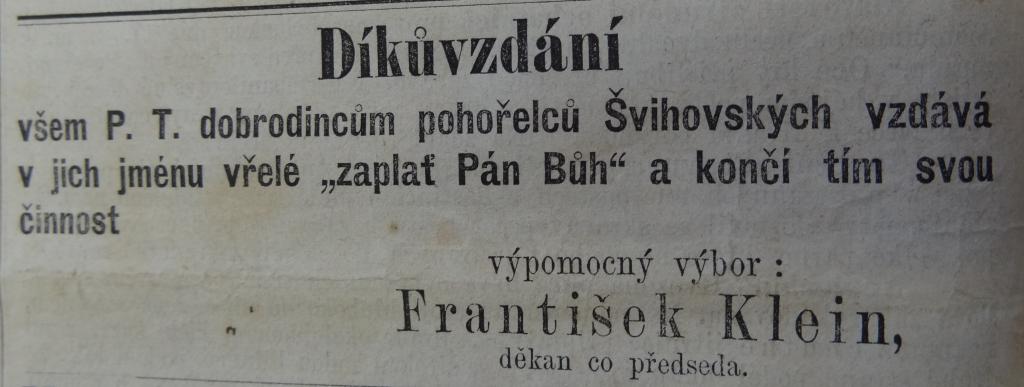 Díkůvzdání
všem P. T. dobrodincům pohořelců Švihovských vzdává
v jich jménu vřelé „zaplať Pán Bůh“ a končí tím svou
činnost
výpomocný výbor :
František Klein,
děkan co předseda.